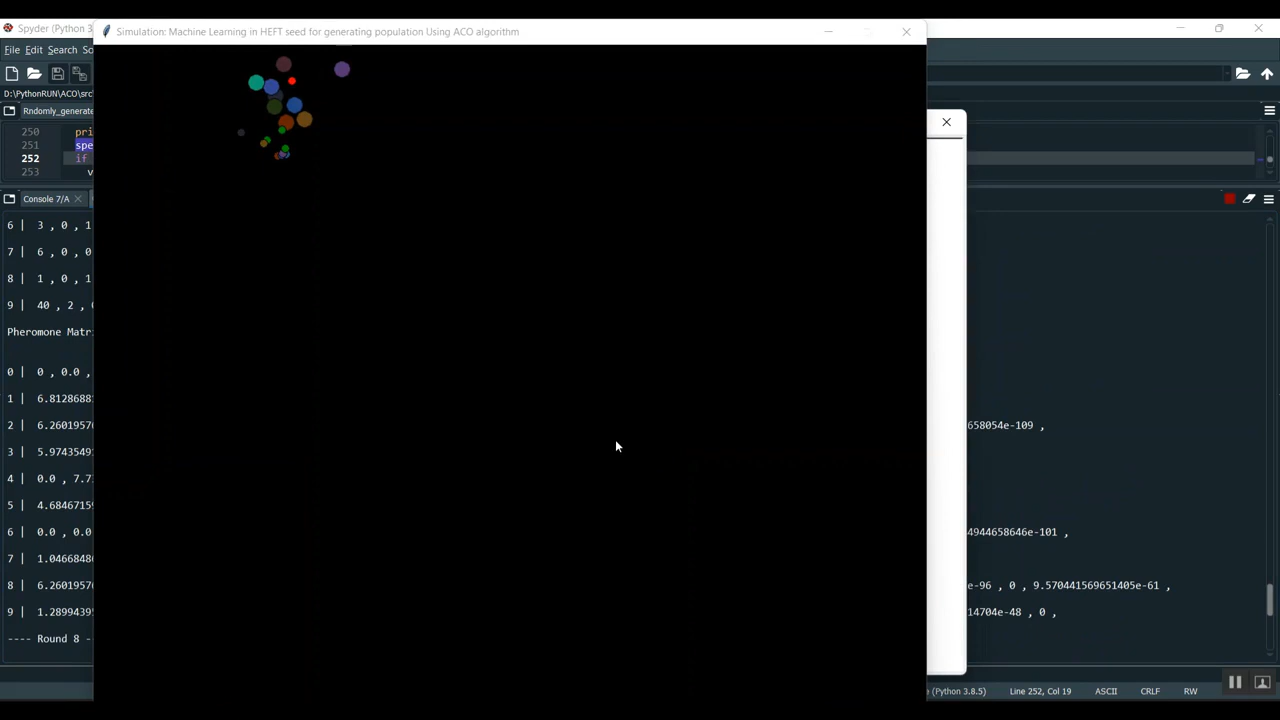 Spyder (Python 3
Simulation: Machine Learning in HEFT seed for generating population Using ACO algorithm
File Edit Search So
D:\PythonRUN\ACO\src
Rndomly_generate
250 pri
251 spe
252 if
253 v
Console 7/A
6 | 3 , 0 , 1
7 | 6 , 0 , 0
8 | 1 , 0 , 1
9 | 40 , 2 ,
Pheromone Matr
0 | 0 , 0.0 ,
1 | 6.8128688
2 | 6.2601957
658054e-109 ,
3 | 5.9743549
4 | 0.0 , 7.7
5 | 4.6846715
6 | 0.0 , 0.0
4944658646e-101 ,
7 | 1.0466848
8 | 6.2601957
e-96 , 0 , 9.570441569651405e-61 ,
9 | 1.2899439
14704e-48 , 0 ,
---- Round 8 -
e (Python 3.8.5) Line 252, Col 19 ASCII CRLF RW